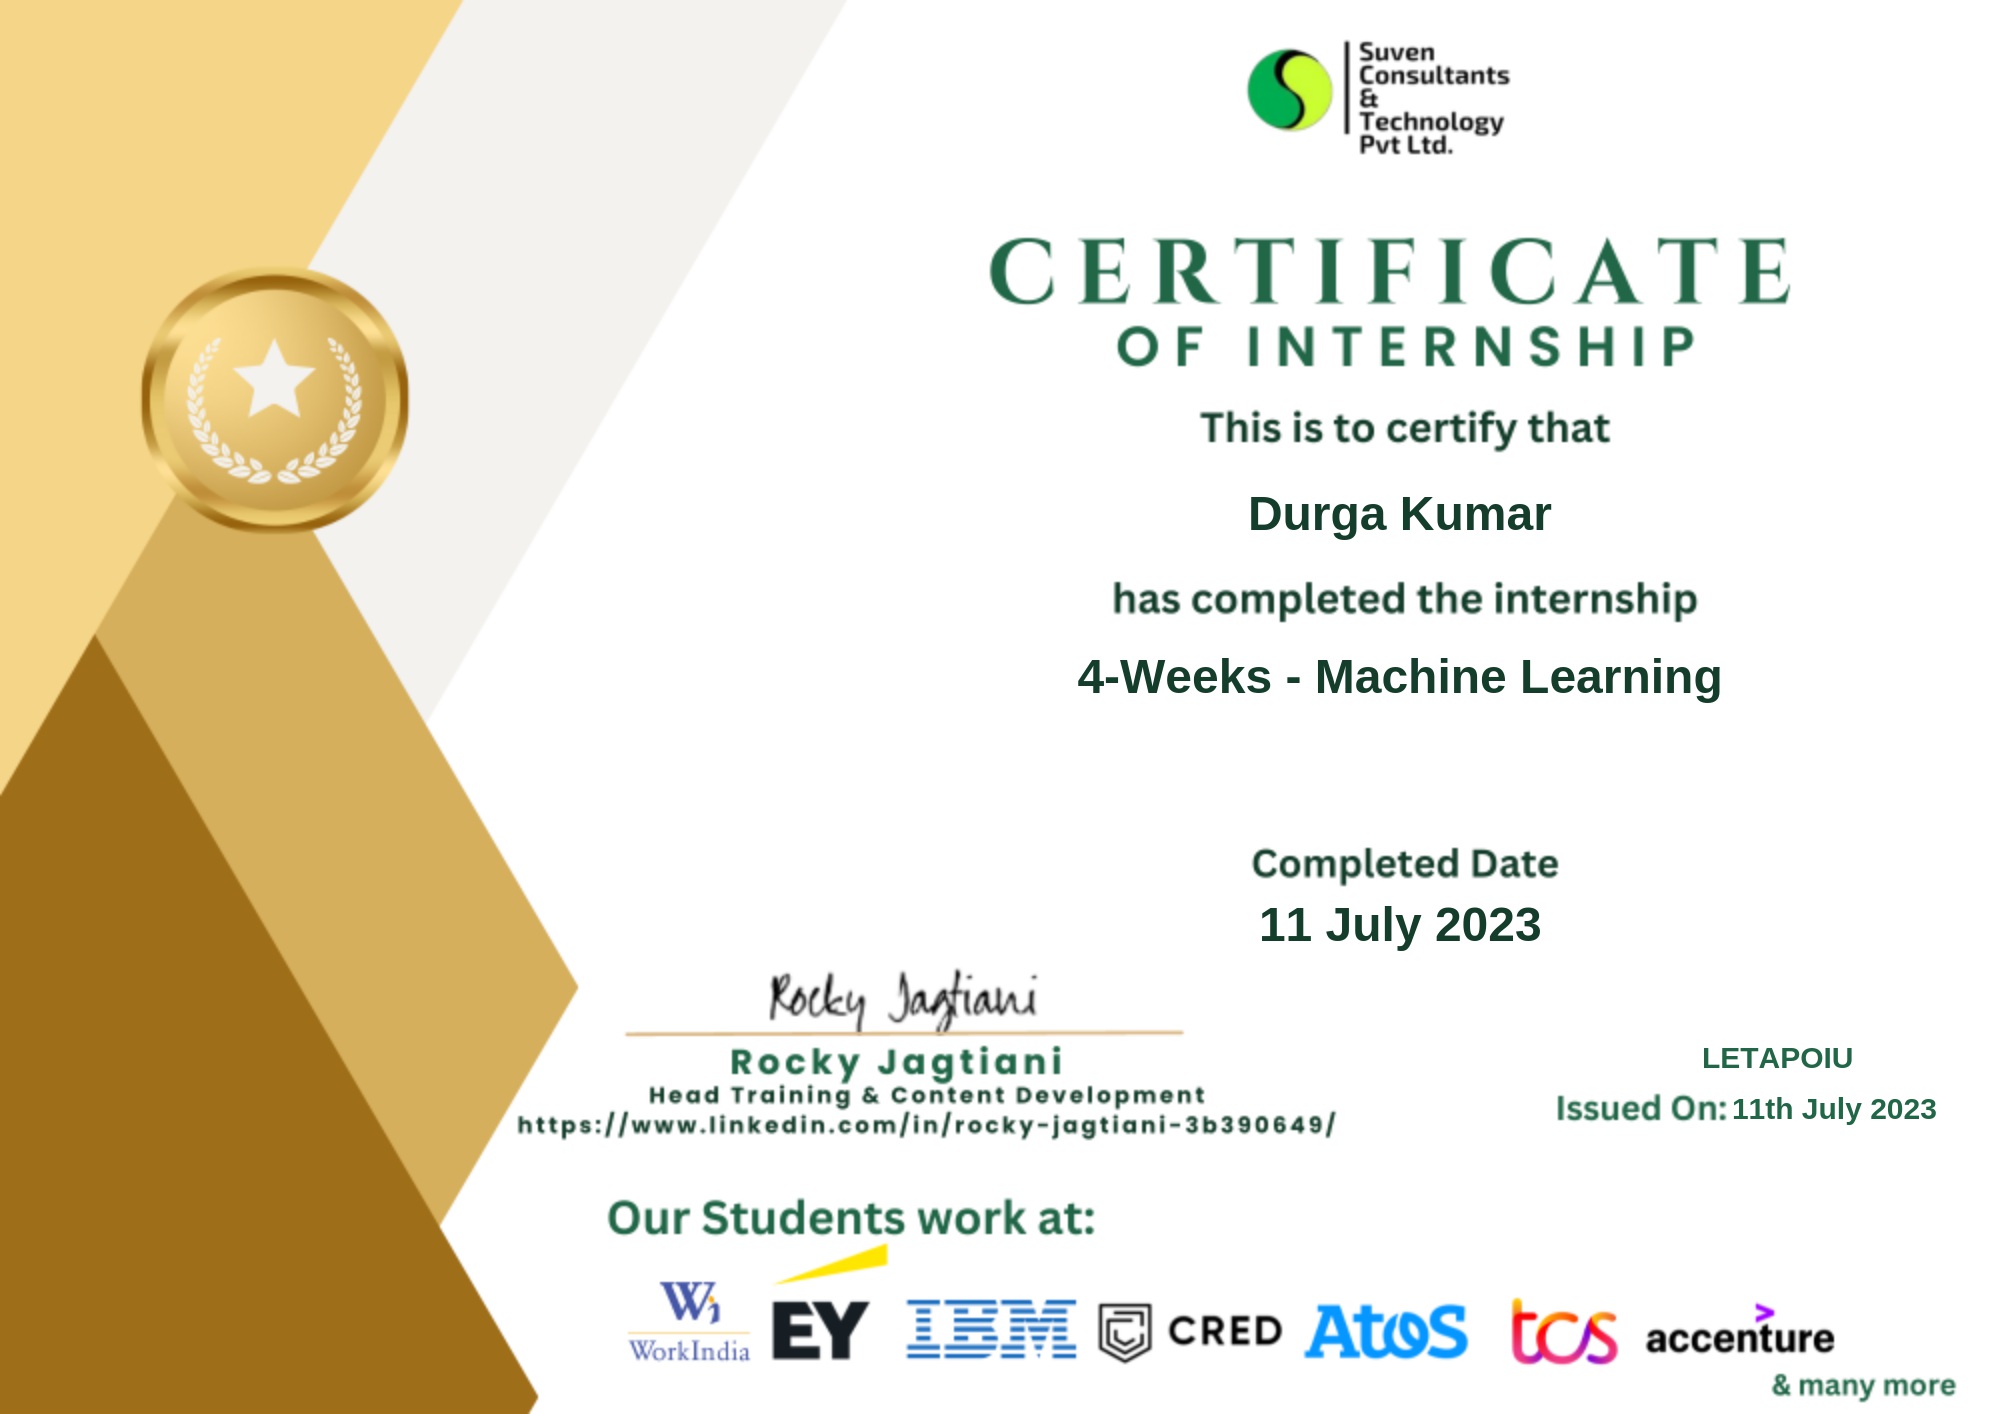 Suven
Consultants
&
Technology
Pvt Ltd.
CERTIFICATE
OF INTERNSHIP
This is to certify that
Durga Kumar
has completed the internship
4-Weeks - Machine Learning
Completed Date
11 July 2023
Rocky Jagtiani
Rocky Jagtiani
Head Training & Content Development
https://www.linkedin.com/in/rocky-jagtiani-3b390649/
LETAPOIU
Issued On: 11th July 2023
Our Students work at:
Wi
WorkIndia
EY
IBM
CRED
Atos
tcs
accenture
& many more